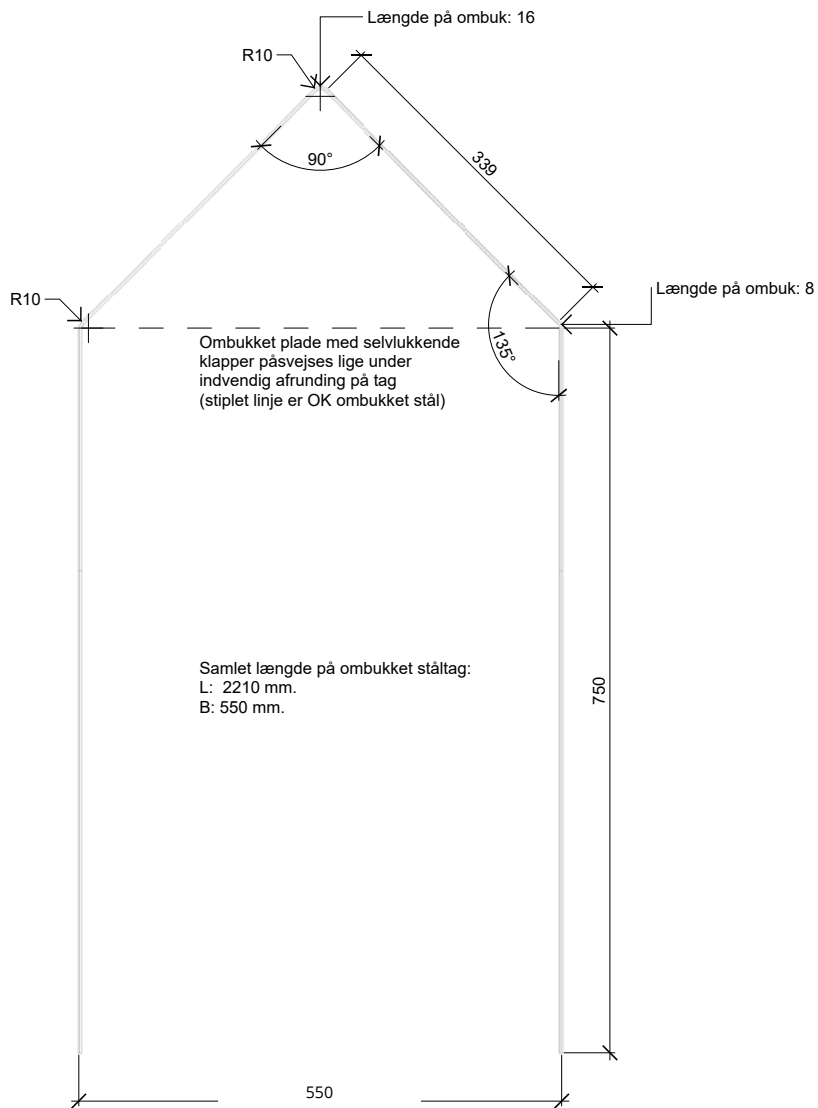 Længde på ombuk: 16
R10
90°
339
R10
Længde på ombuk: 8
Ombukket plade med selvlukkende
klapper påsvejses lige under
indvendig afrunding på tag
(stiplet linje er OK ombukket stål)
135°
Samlet længde på ombukket ståltag:
L:  2210 mm.
B: 550 mm.
750
550